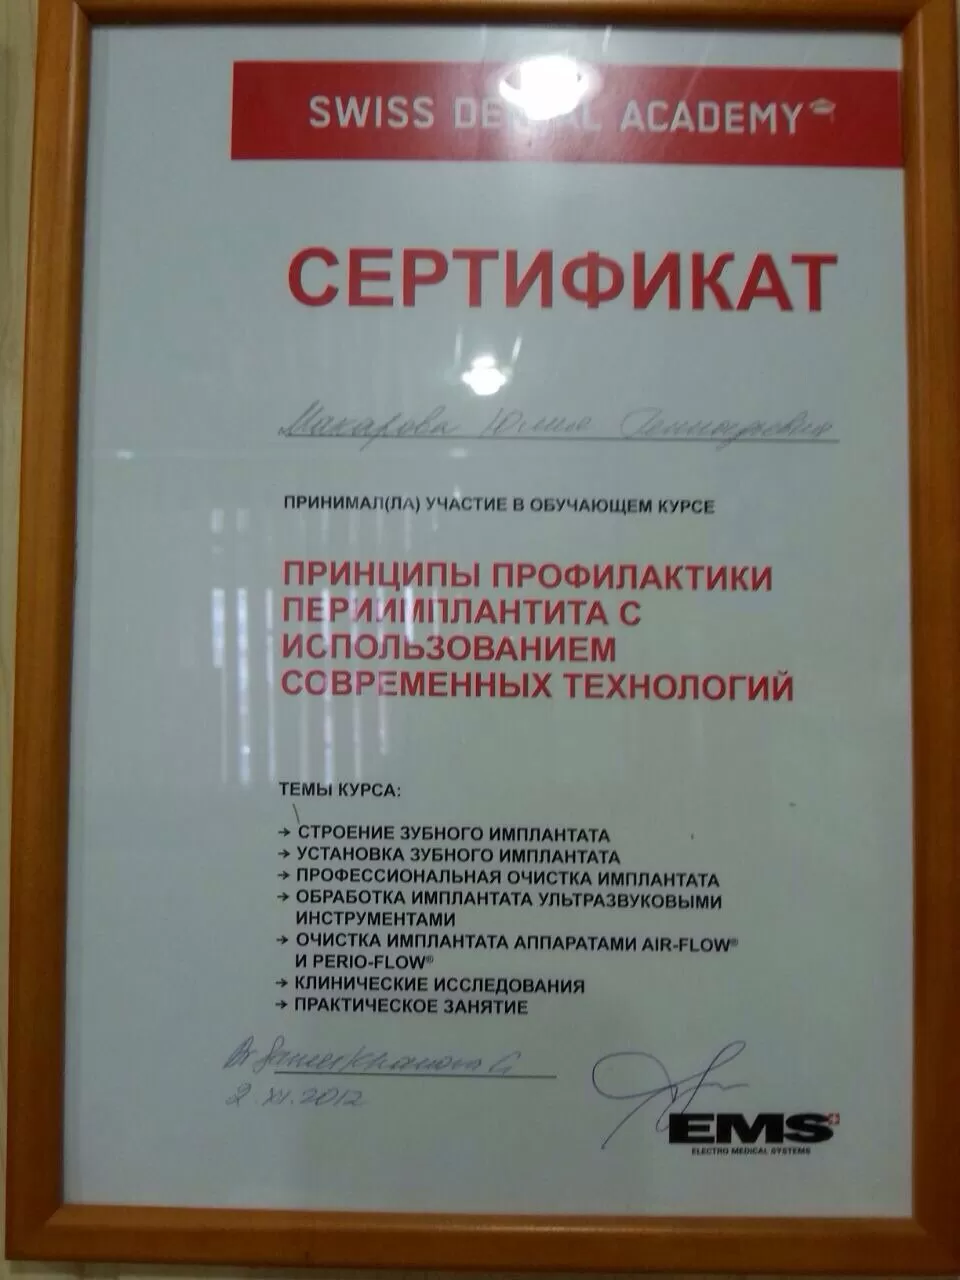 SWISS DENTAL ACADEMY
СЕРТИФИКАТ
Макарова Юлия Геннадьевна
ПРИНИМАЛ(ЛА) УЧАСТИЕ В ОБУЧАЮЩЕМ КУРСЕ
ПРИНЦИПЫ ПРОФИЛАКТИКИ
ПЕРИИМПЛАНТИТА С
ИСПОЛЬЗОВАНИЕМ
СОВРЕМЕННЫХ ТЕХНОЛОГИЙ
ТЕМЫ КУРСА:
→ СТРОЕНИЕ ЗУБНОГО ИМПЛАНТАТА
→ УСТАНОВКА ЗУБНОГО ИМПЛАНТАТА
→ ПРОФЕССИОНАЛЬНАЯ ОЧИСТКА ИМПЛАНТАТА
→ ОБРАБОТКА ИМПЛАНТАТА УЛЬТРАЗВУКОВЫМИ
ИНСТРУМЕНТАМИ
→ ОЧИСТКА ИМПЛАНТАТА АППАРАТАМИ AIR-FLOW®
И PERIO-FLOW®
→ КЛИНИЧЕСКИЕ ИССЛЕДОВАНИЯ
→ ПРАКТИЧЕСКОЕ ЗАНЯТИЕ
2.XI.2012
EMS
ELECTRO MEDICAL SYSTEMS